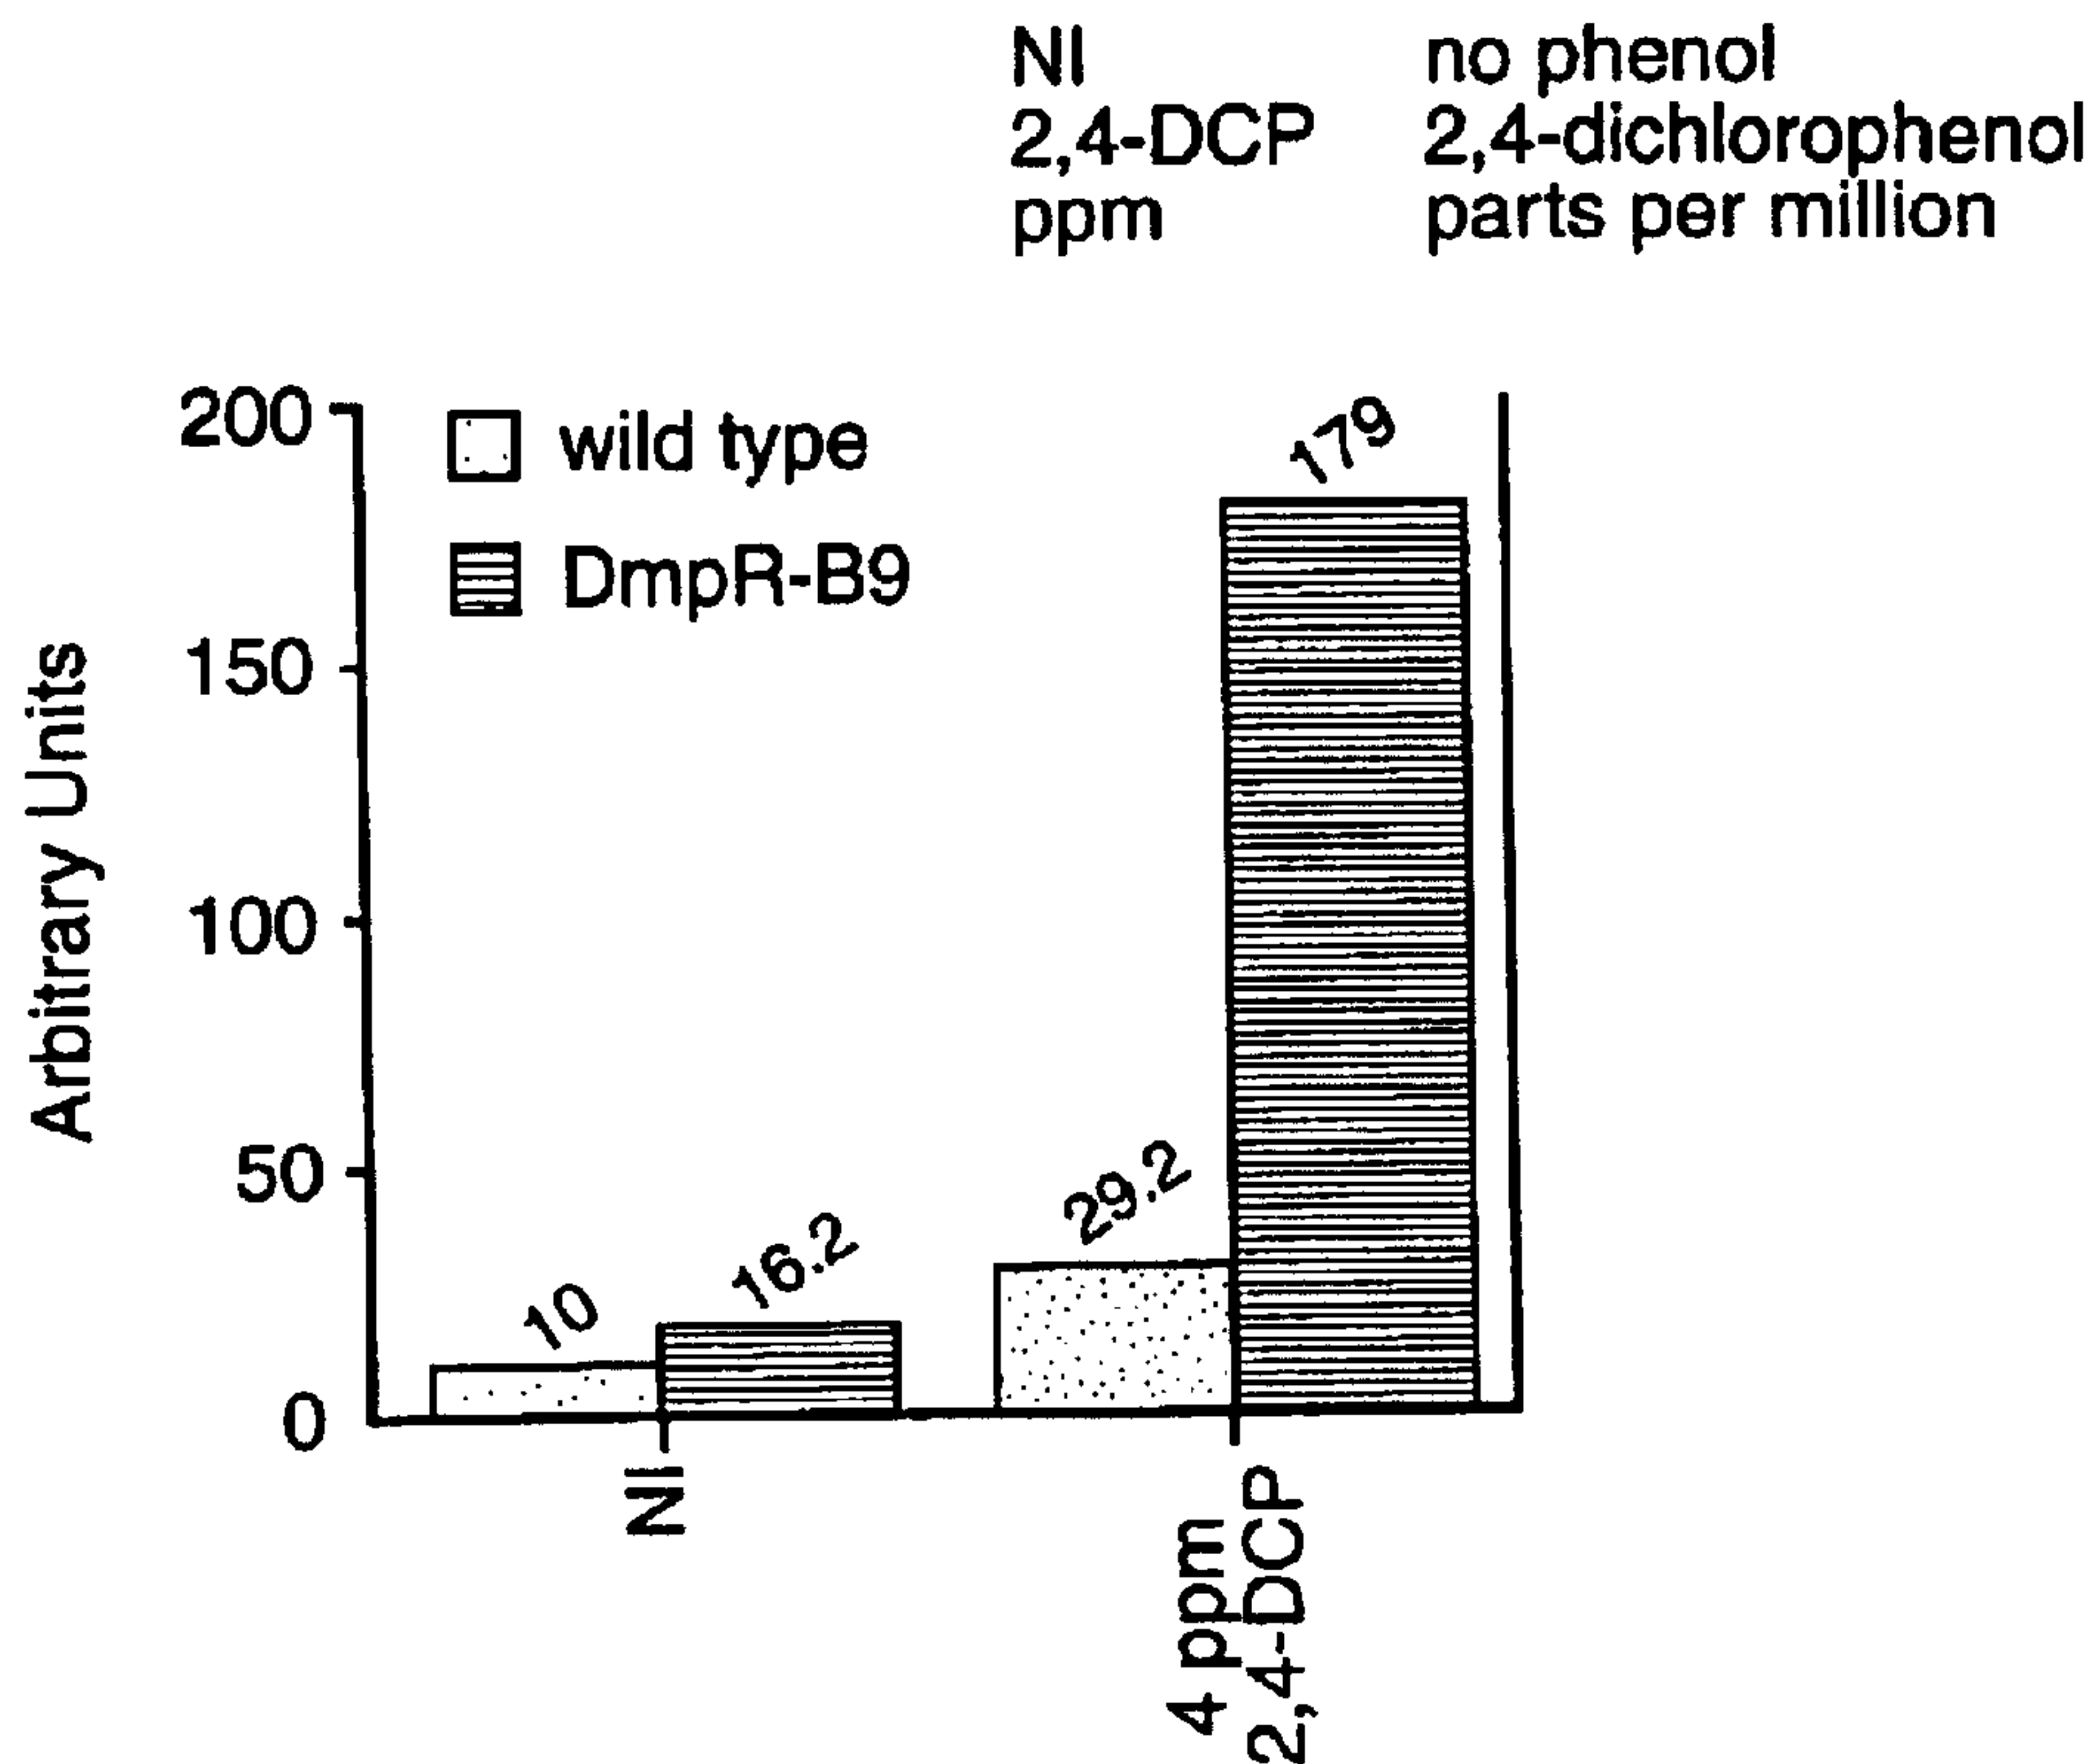 NI no phenol
2,4-DCP 2,4-dichlorophenol
ppm parts per million
200
150
100
50
0
Arbitrary Units
wild type
DmpR-B9
10
16.2
29.2
179
NI
4 ppm
2,4-DCP